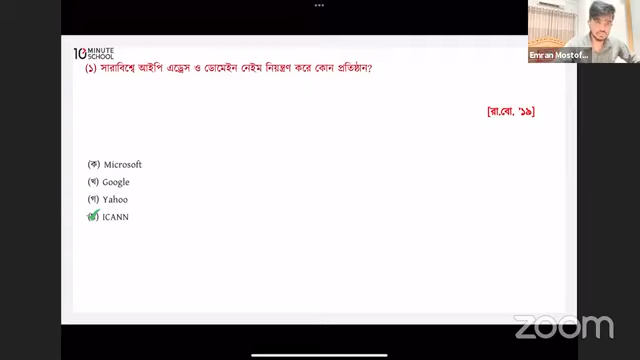 10 MINUTE SCHOOL
(১) সারাবিশ্বে আইপি এড্রেস ও ডোমেইন নেইম নিয়ন্ত্রণ করে কোন প্রতিষ্ঠান?
[রা.বো. '১৯]
(ক) Microsoft
(খ) Google
(গ) Yahoo
ICANN
Emran Mostof...
zoom